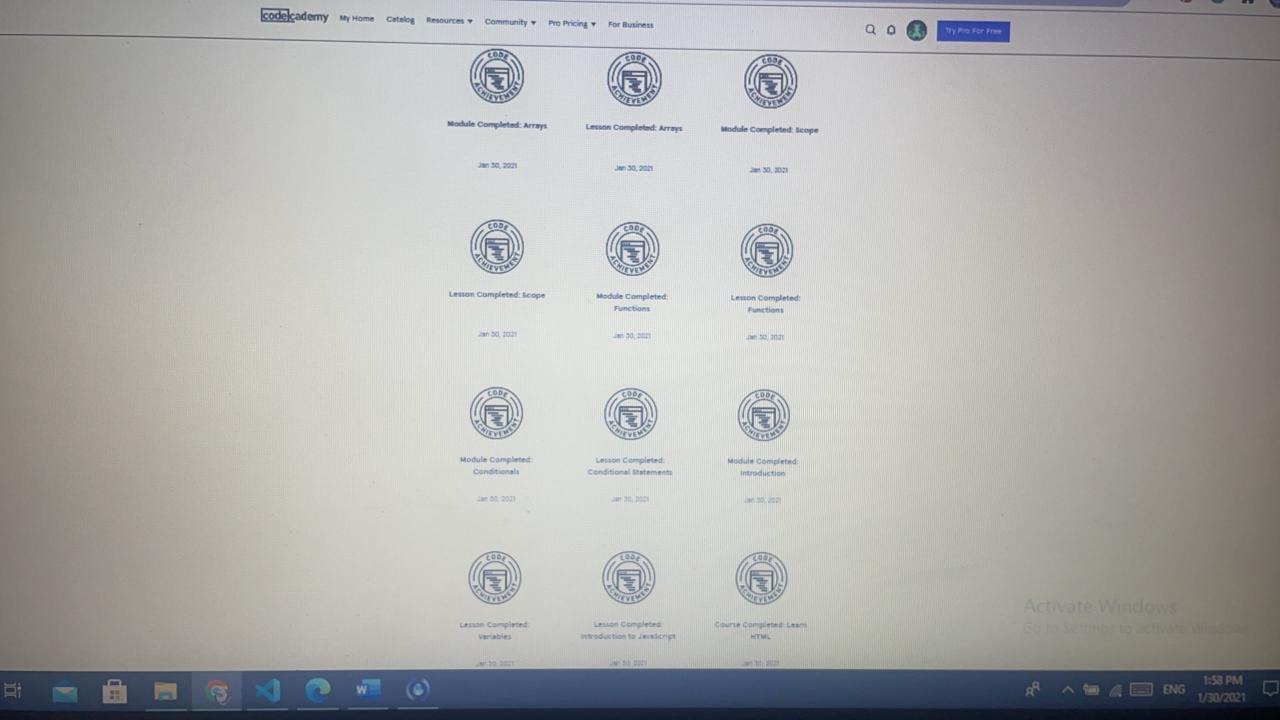 codecademy My Home Catalog Resources Community Pro Pricing For Business Try Pro For Free
CODE ACHIEVEMENT CODE ACHIEVEMENT CODE ACHIEVEMENT
Module Completed: Arrays Lesson Completed: Arrays Module Completed: Scope
Jan 30, 2021 Jan 30, 2021 Jan 30, 2021
CODE ACHIEVEMENT CODE ACHIEVEMENT CODE ACHIEVEMENT
Lesson Completed: Scope Module Completed: Lesson Completed:
Functions Functions
Jan 30, 2021 Jan 30, 2021 Jan 30, 2021
CODE ACHIEVEMENT CODE ACHIEVEMENT CODE ACHIEVEMENT
Module Completed: Lesson Completed: Module Completed:
Conditionals Conditional Statements Introduction
Jan 30, 2021 Jan 30, 2021 Jan 30, 2021
CODE ACHIEVEMENT CODE ACHIEVEMENT CODE ACHIEVEMENT
Lesson Completed: Lesson Completed: Course Completed: Learn
Variables Introduction to JavaScript HTML
Jan 30, 2021 Jan 30, 2021 Jan 30, 2021
Activate Windows
Go to Settings to activate Windows.
W ENG 1:58 PM
1/30/2021